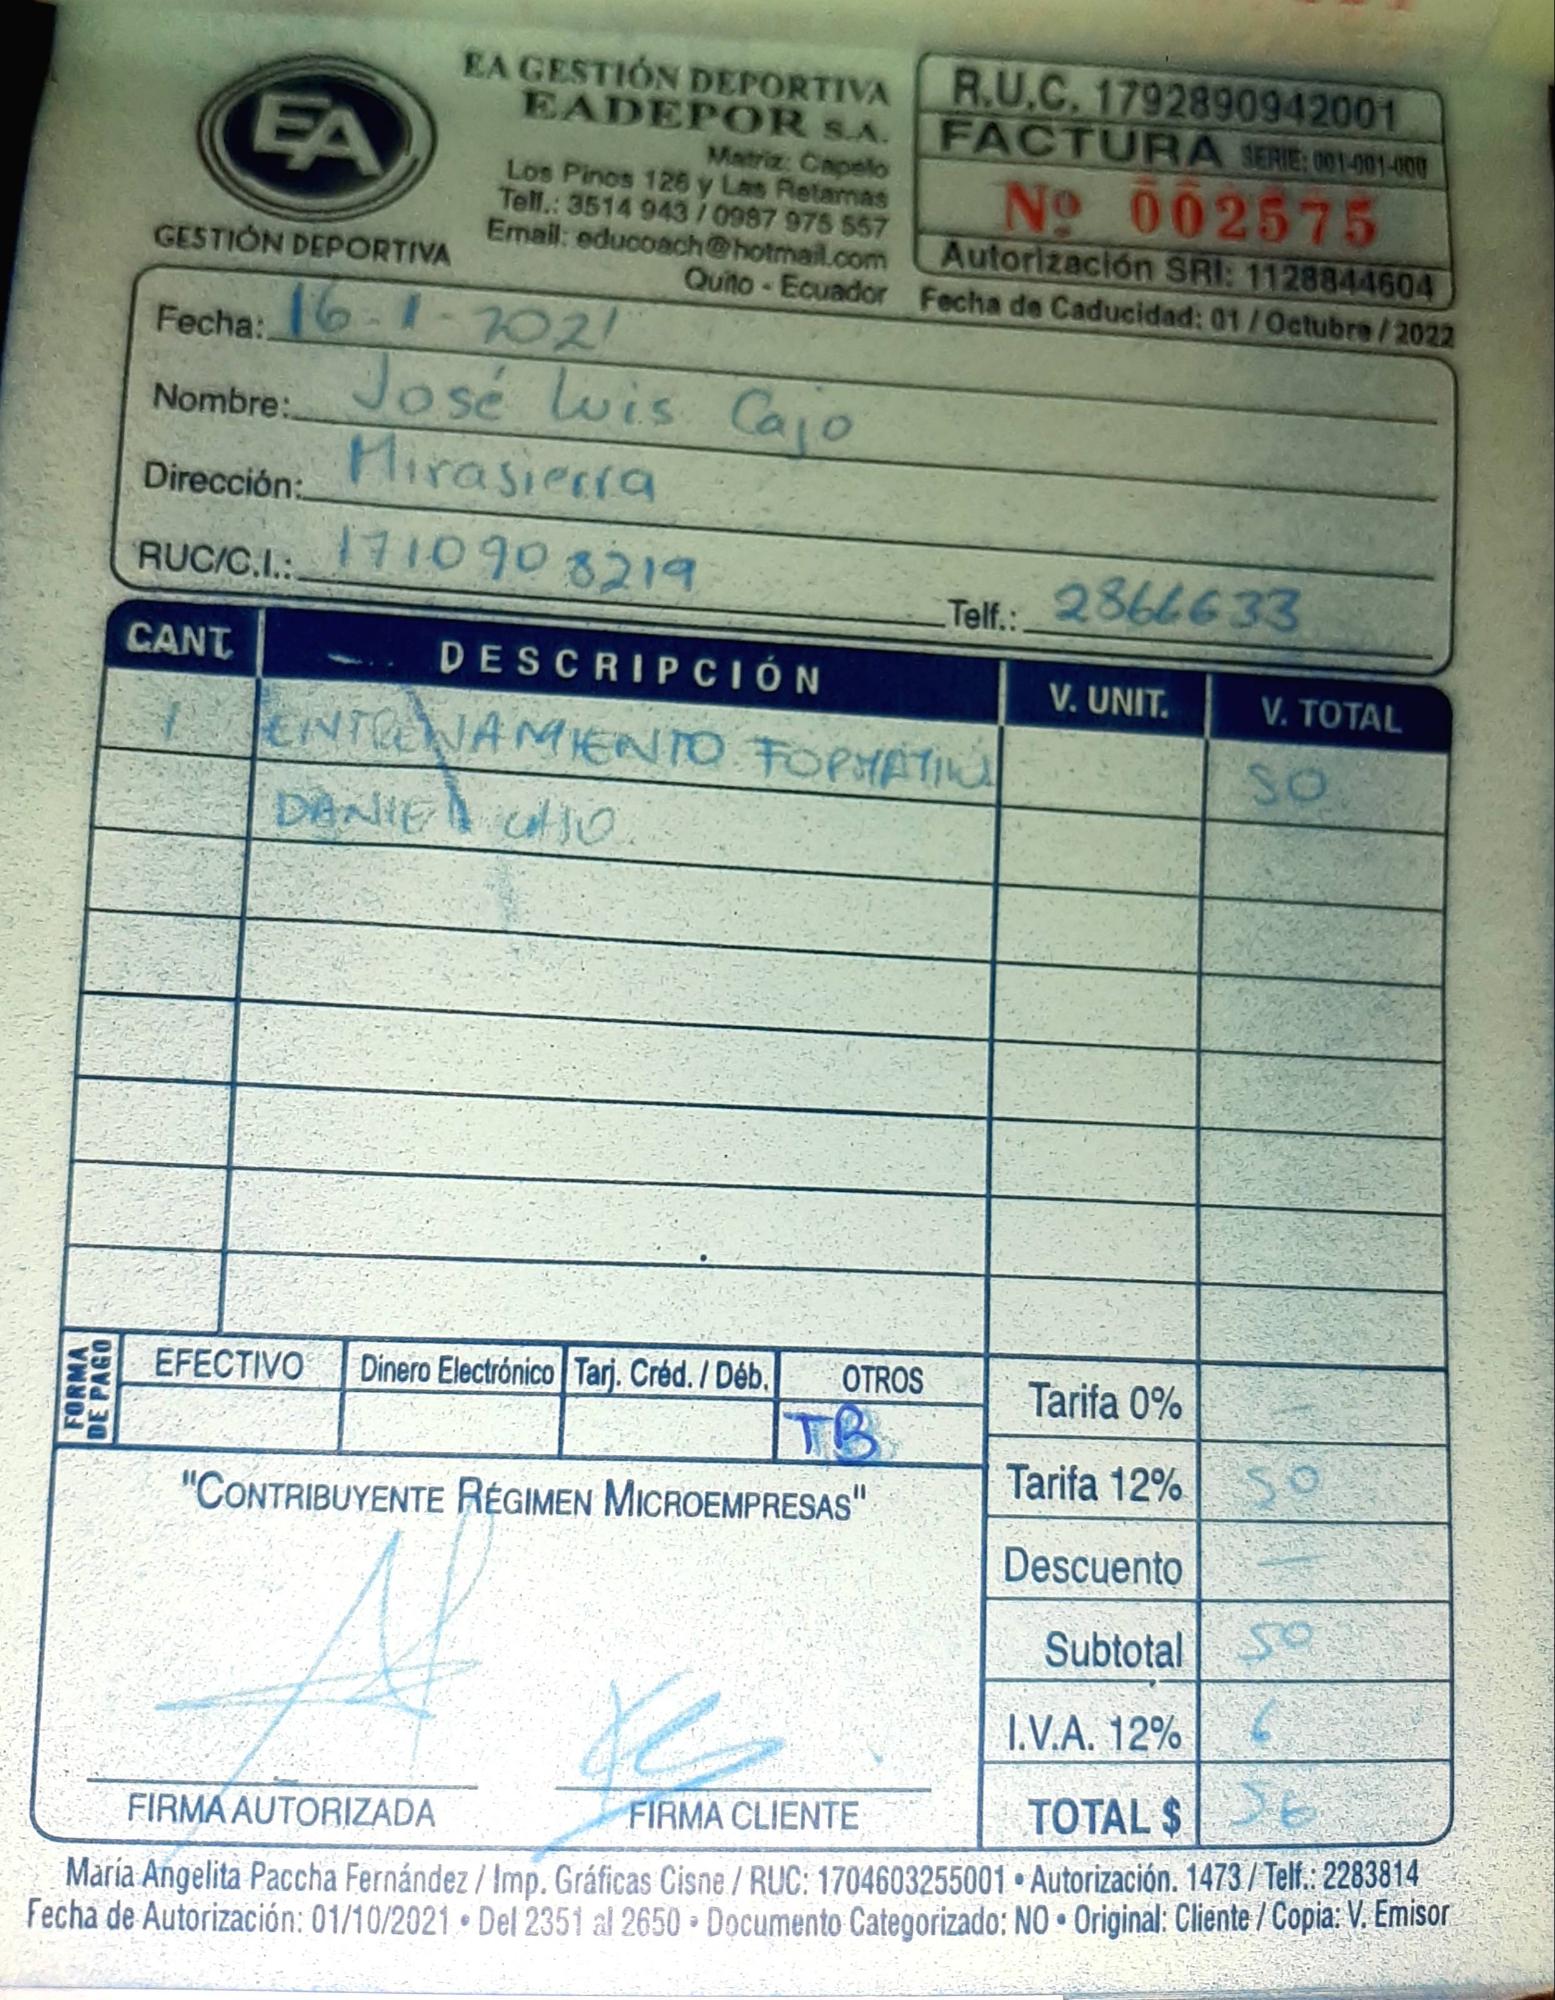 EA
GESTIÓN DEPORTIVA
EA GESTIÓN DEPORTIVA
EADEPOR S.A.
Matriz: Capelo
Los Pinos 126 y Las Retamas
Telf.: 3514 943 / 0987 975 557
Email: educoach@hotmail.com
Quito - Ecuador
R.U.C. 1792890942001
FACTURA SERIE: 001-001-000
Nº 002575
Autorización SRI: 1128844604
Fecha de Caducidad: 01 / Octubre / 2022
Fecha: 16-1-2021
Nombre: José Luis Cajo
Dirección: Mirasierra
RUC/C.I.: 1710908219 Telf.: 2866633
CANT. DESCRIPCIÓN V. UNIT. V. TOTAL
1 ENTRENAMIENTO FORMATIVO 50
DANIEL CAJO
FORMA DE PAGO
EFECTIVO Dinero Electrónico Tarj. Créd. / Déb. OTROS
TB
Tarifa 0% —
Tarifa 12% 50
Descuento —
Subtotal 50
I.V.A. 12% 6
TOTAL $ 56
"CONTRIBUYENTE RÉGIMEN MICROEMPRESAS"
FIRMA AUTORIZADA FIRMA CLIENTE
María Angelita Paccha Fernández / Imp. Gráficas Cisne / RUC: 1704603255001 • Autorización. 1473 / Telf.: 2283814
Fecha de Autorización: 01/10/2021 • Del 2351 al 2650 • Documento Categorizado: NO • Original: Cliente / Copia: V. Emisor